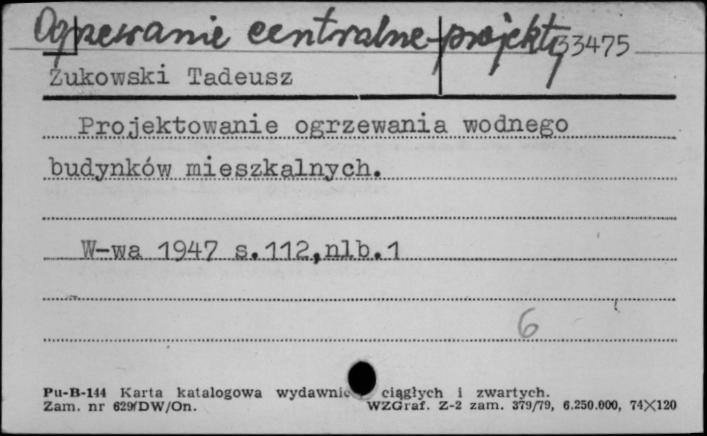 Ogrzewanie centralne-projekty
33475
Żukowski Tadeusz
Projektowanie ogrzewania wodnego
budynków mieszkalnych.
W-wa 1947 s.112,nlb.1
6
Pu-B-144 Karta katalogowa wydawnic ciągłych i zwartych.
Zam. nr 629/DW/On. WZGraf. Z-2 zam. 379/79, 6.250.000, 74×120